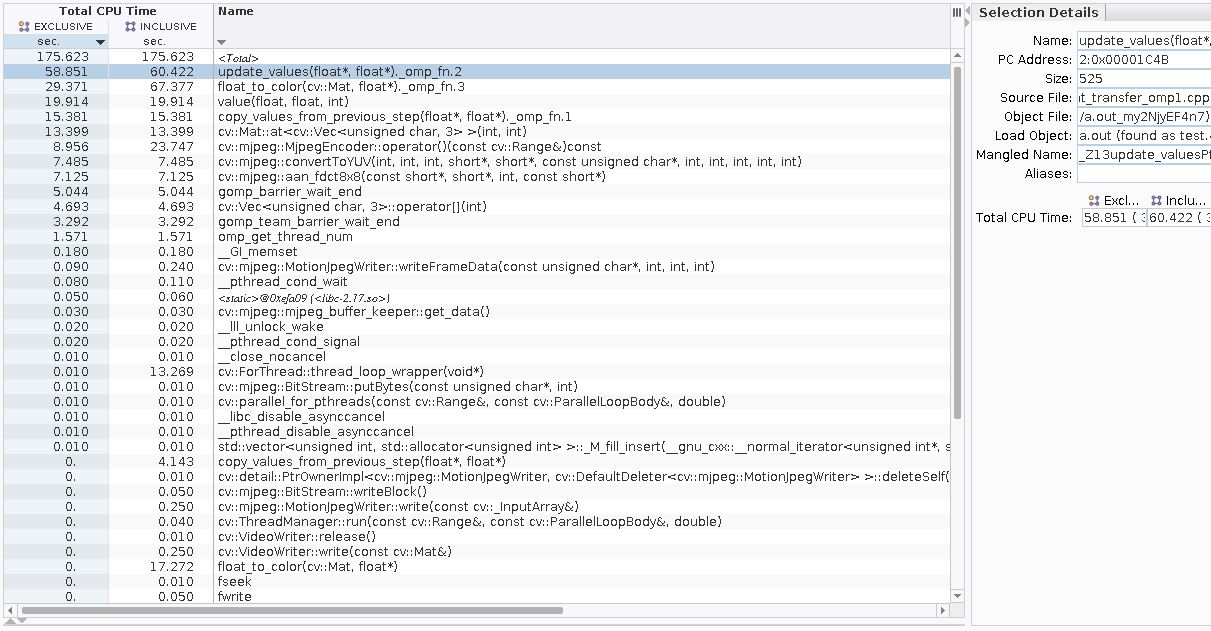 Total CPU Time Name
EXCLUSIVE INCLUSIVE
sec. sec.
175.623 175.623 <Total>
58.851 60.422 update_values(float*, float*)._omp_fn.2
29.371 67.377 float_to_color(cv::Mat, float*)._omp_fn.3
19.914 19.914 value(float, float, int)
15.381 15.381 copy_values_from_previous_step(float*, float*)._omp_fn.1
13.399 13.399 cv::Mat::at<cv::Vec<unsigned char, 3> >(int, int)
8.956 23.747 cv::mjpeg::MjpegEncoder::operator()(const cv::Range&)const
7.485 7.485 cv::mjpeg::convertToYUV(int, int, int, short*, short*, const unsigned char*, int, int, int, int, int)
7.125 7.125 cv::mjpeg::aan_fdct8x8(const short*, short*, int, const short*)
5.044 5.044 gomp_barrier_wait_end
4.693 4.693 cv::Vec<unsigned char, 3>::operator[](int)
3.292 3.292 gomp_team_barrier_wait_end
1.571 1.571 omp_get_thread_num
0.180 0.180 __GI_memset
0.090 0.240 cv::mjpeg::MotionJpegWriter::writeFrameData(const unsigned char*, int, int, int)
0.080 0.110 __pthread_cond_wait
0.050 0.060 <static>@0xefa09 (<libc-2.17.so>)
0.030 0.030 cv::mjpeg::mjpeg_buffer_keeper::get_data()
0.020 0.020 __lll_unlock_wake
0.020 0.020 __pthread_cond_signal
0.010 0.010 __close_nocancel
0.010 13.269 cv::ForThread::thread_loop_wrapper(void*)
0.010 0.010 cv::mjpeg::BitStream::putBytes(const unsigned char*, int)
0.010 0.010 cv::parallel_for_pthreads(const cv::Range&, const cv::ParallelLoopBody&, double)
0.010 0.010 __libc_disable_asynccancel
0.010 0.010 __pthread_disable_asynccancel
0.010 0.010 std::vector<unsigned int, std::allocator<unsigned int> >::_M_fill_insert(__gnu_cxx::__normal_iterator<unsigned int*, s
0. 4.143 copy_values_from_previous_step(float*, float*)
0. 0.010 cv::detail::PtrOwnerImpl<cv::mjpeg::MotionJpegWriter, cv::DefaultDeleter<cv::mjpeg::MotionJpegWriter> >::deleteSelf(
0. 0.050 cv::mjpeg::BitStream::writeBlock()
0. 0.250 cv::mjpeg::MotionJpegWriter::write(const cv::_InputArray&)
0. 0.040 cv::ThreadManager::run(const cv::Range&, const cv::ParallelLoopBody&, double)
0. 0.010 cv::VideoWriter::release()
0. 0.250 cv::VideoWriter::write(const cv::Mat&)
0. 17.272 float_to_color(cv::Mat, float*)
0. 0.010 fseek
0. 0.050 fwrite
Selection Details
Name: update_values(float*,
PC Address: 2:0x00001C4B
Size: 525
Source File: t_transfer_omp1.cpp
Object File: /a.out_my2NjyEF4n7)
Load Object: a.out (found as test.
Mangled Name: _Z13update_valuesPf
Aliases:
Excl... Inclu...
Total CPU Time: 58.851 ( 60.422 (